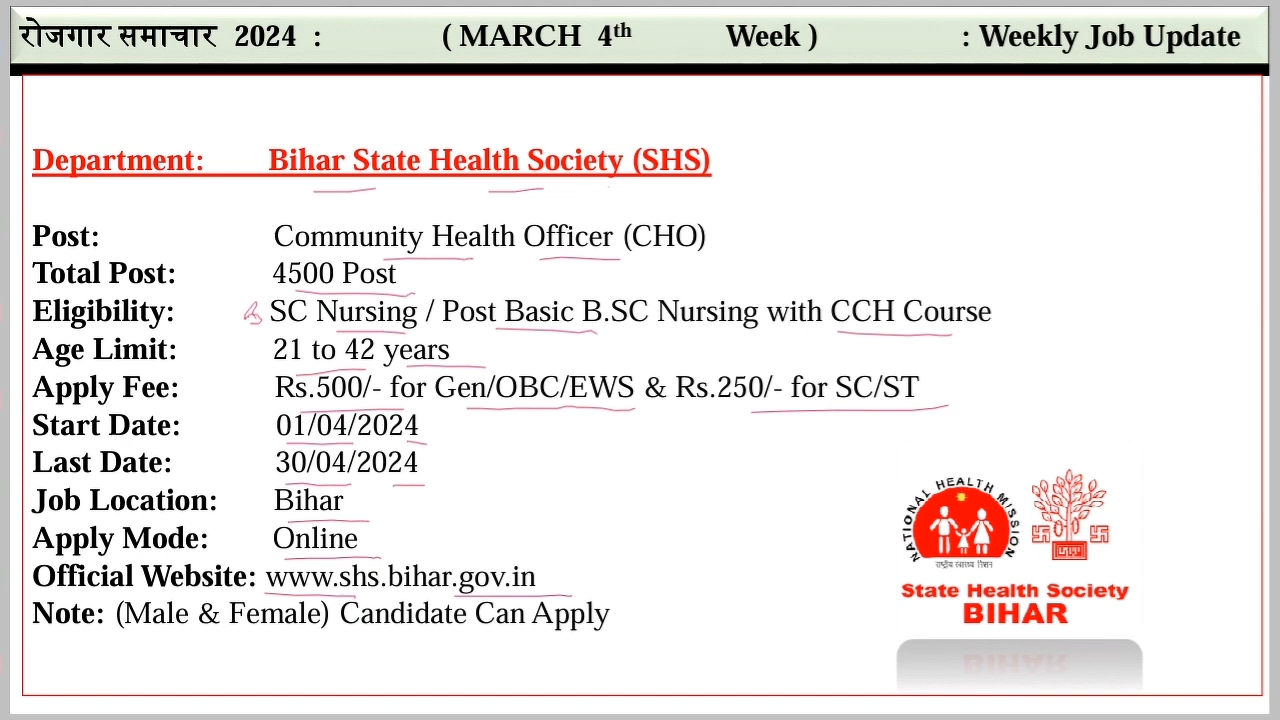 रोजगार समाचार 2024 : ( MARCH 4th Week ) : Weekly Job Update
Department: Bihar State Health Society (SHS)
Post: Community Health Officer (CHO)
Total Post: 4500 Post
Eligibility: SC Nursing / Post Basic B.SC Nursing with CCH Course
Age Limit: 21 to 42 years
Apply Fee: Rs.500/- for Gen/OBC/EWS & Rs.250/- for SC/ST
Start Date: 01/04/2024
Last Date: 30/04/2024
Job Location: Bihar
Apply Mode: Online
Official Website: www.shs.bihar.gov.in
Note: (Male & Female) Candidate Can Apply
NATIONAL HEALTH MISSION
राष्ट्रीय स्वास्थ्य मिशन
State Health Society
BIHAR